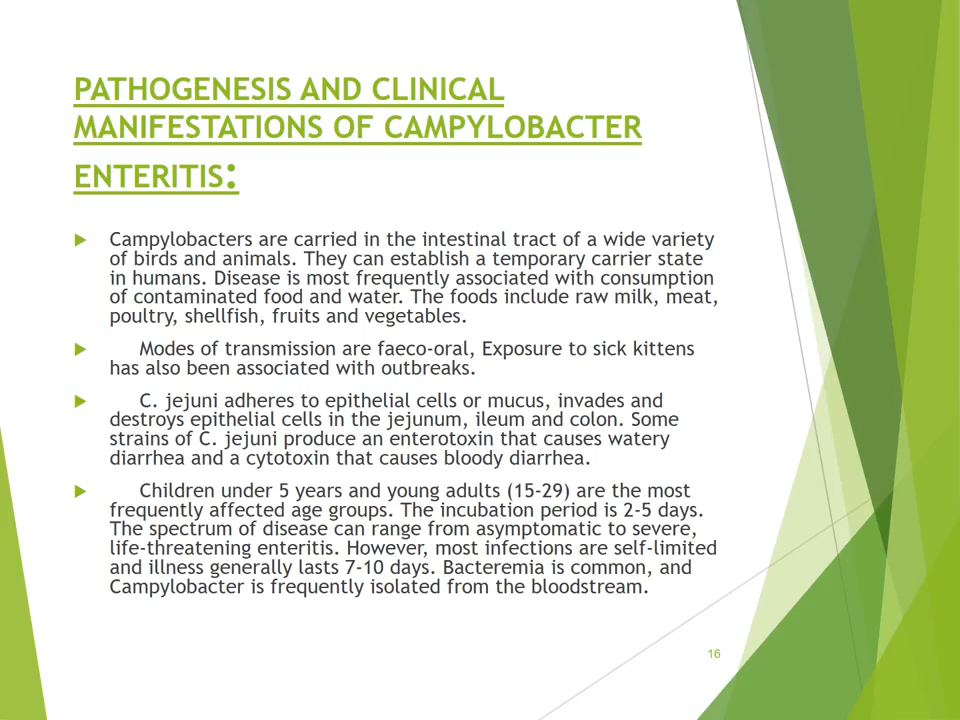 PATHOGENESIS AND CLINICAL
MANIFESTATIONS OF CAMPYLOBACTER
ENTERITIS:
Campylobacters are carried in the intestinal tract of a wide variety
of birds and animals. They can establish a temporary carrier state
in humans. Disease is most frequently associated with consumption
of contaminated food and water. The foods include raw milk, meat,
poultry, shellfish, fruits and vegetables.
Modes of transmission are faeco-oral, Exposure to sick kittens
has also been associated with outbreaks.
C. jejuni adheres to epithelial cells or mucus, invades and
destroys epithelial cells in the jejunum, ileum and colon. Some
strains of C. jejuni produce an enterotoxin that causes watery
diarrhea and a cytotoxin that causes bloody diarrhea.
Children under 5 years and young adults (15-29) are the most
frequently affected age groups. The incubation period is 2-5 days.
The spectrum of disease can range from asymptomatic to severe,
life-threatening enteritis. However, most infections are self-limited
and illness generally lasts 7-10 days. Bacteremia is common, and
Campylobacter is frequently isolated from the bloodstream.
16